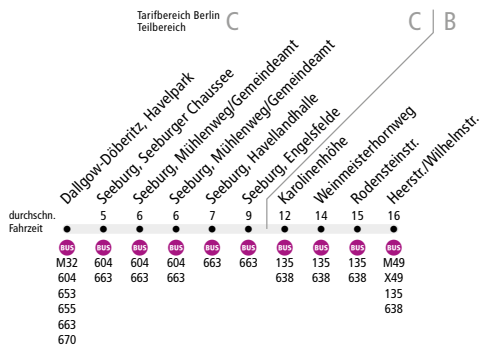 Tarifbereich Berlin
Teilbereich
C
C
B
Dallgow-Döberitz, Havelpark
Seeburg, Seeburger Chaussee
Seeburg, Mühlenweg/Gemeindeamt
Seeburg, Mühlenweg/Gemeindeamt
Seeburg, Havellandhalle
Seeburg, Engelsfelde
Karolinenhöhe
Weinmeisterhornweg
Rodensteinstr.
Heerstr./Wilhelmstr.
durchschn. 5 6 6 7 9 12 14 15 16
Fahrzeit
BUS BUS BUS BUS BUS BUS BUS BUS BUS BUS
M32 604 604 604 663 663 135 135 135 M49
604 663 663 663 638 638 638 X49
653 135
655 638
663
670